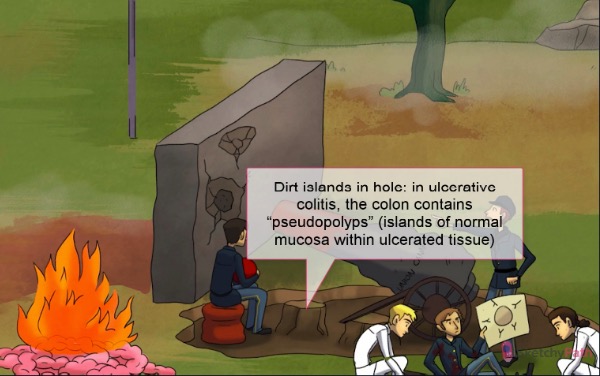 Dirt islands in hole: in ulcerative
colitis, the colon contains
“pseudopolyps” (islands of normal
mucosa within ulcerated tissue)